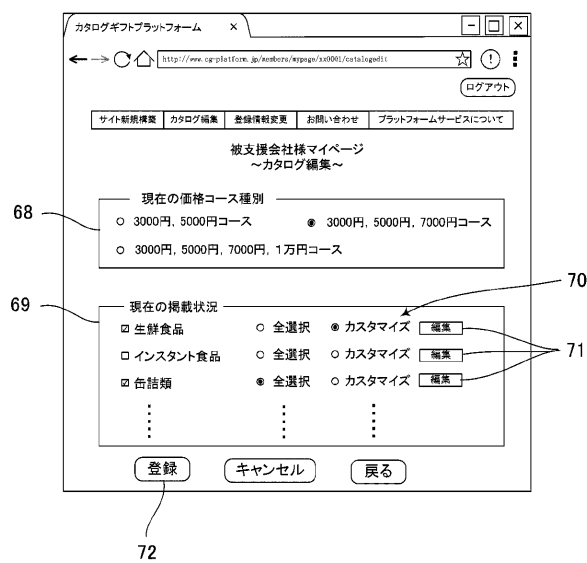 カタログギフトプラットフォーム ×
http://www.cg-platform.jp/members/mypage/xx0001/catalogedit
ログアウト
サイト新規構築 カタログ編集 登録情報変更 お問い合わせ プラットフォームサービスについて
被支援会社様マイページ
~カタログ編集~
68
現在の価格コース種別
3000円, 5000円コース 3000円, 5000円, 7000円コース
3000円, 5000円, 7000円, 1万円コース
70
69
現在の掲載状況
生鮮食品 全選択 カスタマイズ 編集
インスタント食品 全選択 カスタマイズ 編集
71
缶詰類 全選択 カスタマイズ 編集
登録 キャンセル 戻る
72